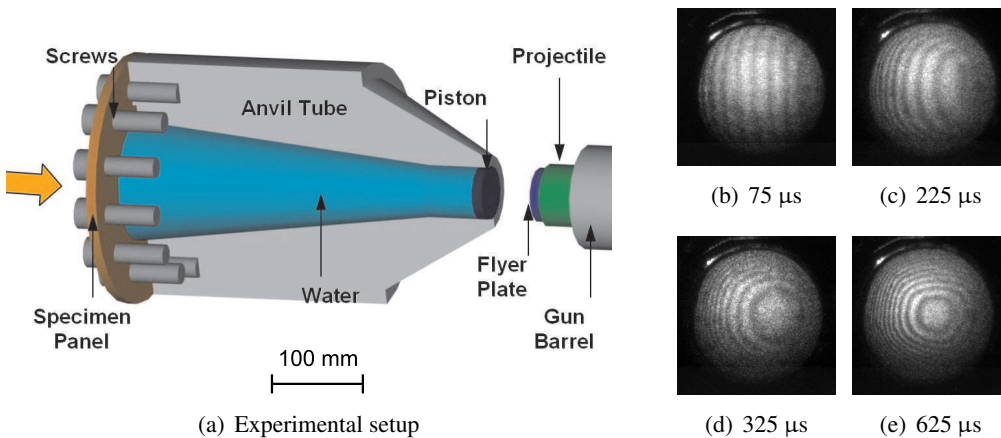 Screws
Anvil Tube
Piston
Projectile
Specimen
Panel
Water
Flyer
Plate
Gun
Barrel
100 mm
(a) Experimental setup
(b) 75 μs
(c) 225 μs
(d) 325 μs
(e) 625 μs